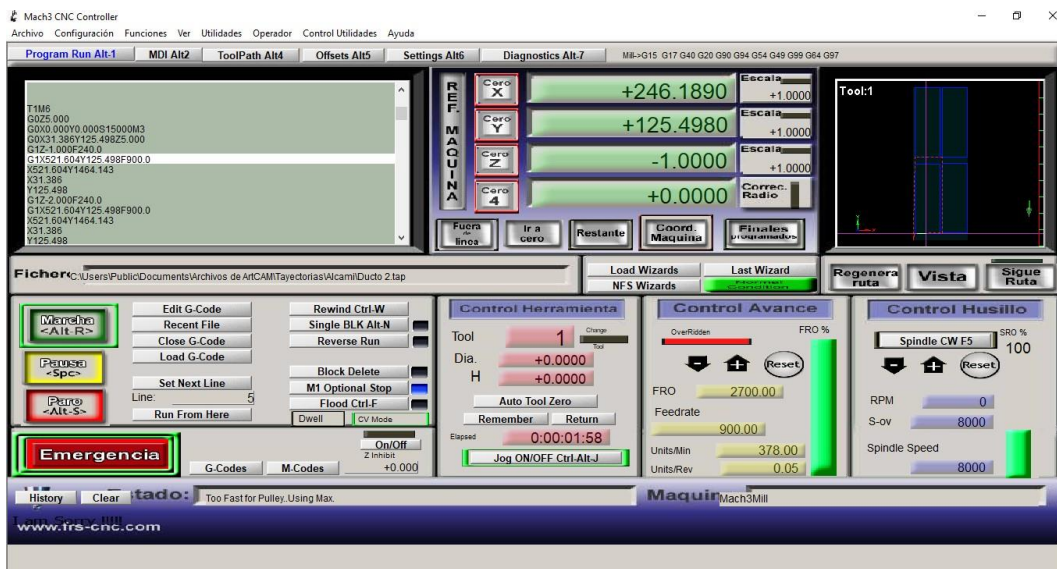 Mach3 CNC Controller
Archivo Configuración Funciones Ver Utilidades Operador Control Utilidades Ayuda
Program Run Alt-1 MDI Alt2 ToolPath Alt4 Offsets Alt5 Settings Alt6 Diagnostics Alt.7 Mill->G15 G17 G40 G20 G90 G94 G54 G49 G99 G64 G97
T1M6
G0Z5.000
G0X0.000Y0.000S15000M3
G0X31.386Y125.498Z5.000
G1Z-1.000F240.0
G1X521.604Y125.498F900.0
X521.604Y1464.143
X31.386
Y125.498
G1Z-2.000F240.0
G1X521.604Y125.498F900.0
X521.604Y1464.143
X31.386
Y125.498
REF. MAQUINA
Cero X +246.1890 Escala +1.0000
Cero Y +125.4980 Escala +1.0000
Cero Z -1.0000 Escala +1.0000
Cero 4 +0.0000 Correc. Radio
Fuera de linea Ir a cero Restante Coord. Maquina Finales programados
Tool:1
Fichero C:\Users\Public\Documents\Archivos de ArtCAM\Tayectorias\Alcami\Ducto 2.tap
Load Wizards Last Wizard
NFS Wizards Normal Condition
Regenera ruta Vista Sigue Ruta
Marcha <Alt-R>
Pausa <Spc>
Paro <Alt-S>
Edit G-Code
Recent File
Close G-Code
Load G-Code
Set Next Line
Line: 5
Run From Here
Rewind Ctrl-W
Single BLK Alt-N
Reverse Run
Block Delete
M1 Optional Stop
Flood Ctrl-F
Dwell CV Mode
Emergencia
G-Codes M-Codes
On/Off
Z Inhibit
+0.000
Control Herramienta
Tool 1 Change Tool
Dia. +0.0000
H +0.0000
Auto Tool Zero
Remember Return
Elapsed 0:00:01:58
Jog ON/OFF Ctrl-Alt-J
Control Avance
OverRidden FRO %
Reset
FRO 2700.00
Feedrate
900.00
Units/Min 378.00
Units/Rev 0.05
Control Husillo
Spindle CW F5 SRO %
100
Reset
RPM 0
S-ov 8000
Spindle Speed
8000
History Clear Estado: Too Fast for Pulley..Using Max. Maquin Mach3Mill
I am Sorry !!!!!
www.frs-cnc.com